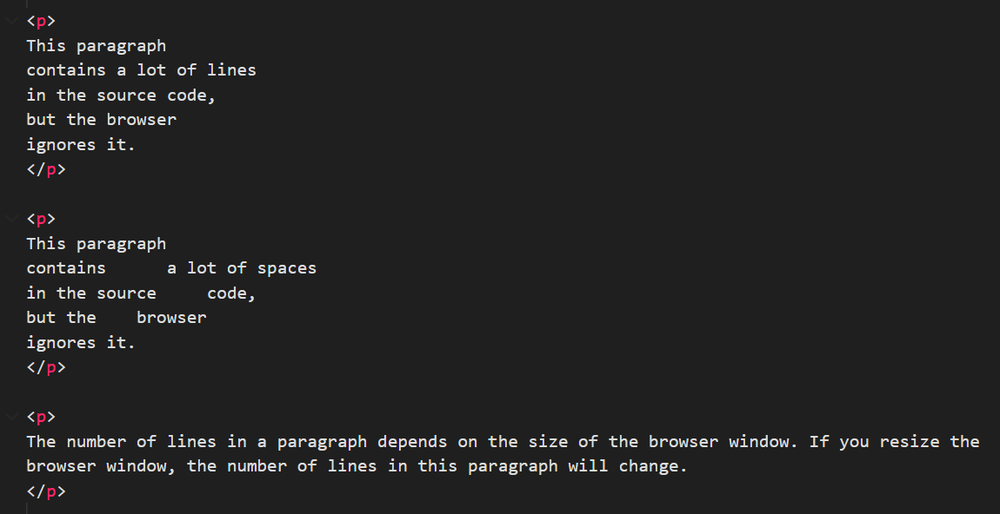 <p>
This paragraph
contains a lot of lines
in the source code,
but the browser
ignores it.
</p>
<p>
This paragraph
contains      a lot of spaces
in the source     code,
but the    browser
ignores it.
</p>
<p>
The number of lines in a paragraph depends on the size of the browser window. If you resize the
browser window, the number of lines in this paragraph will change.
</p>